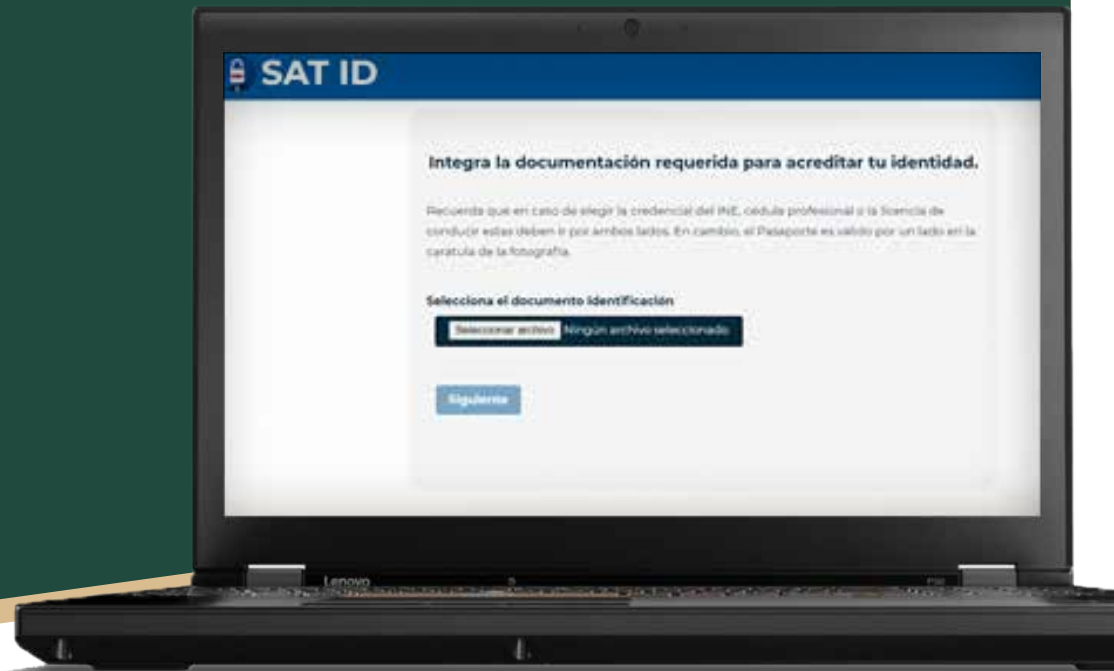 SAT ID
Integra la documentación requerida para acreditar tu identidad.
Recuerda que en caso de elegir la credencial del INE, cédula profesional o la licencia de
conducir estas deben ir por ambos lados. En cambio, el Pasaporte es válido por un lado en la
carátula de la fotografía.
Selecciona el documento identificación
Seleccionar archivo Ningún archivo seleccionado
Siguiente
Lenovo